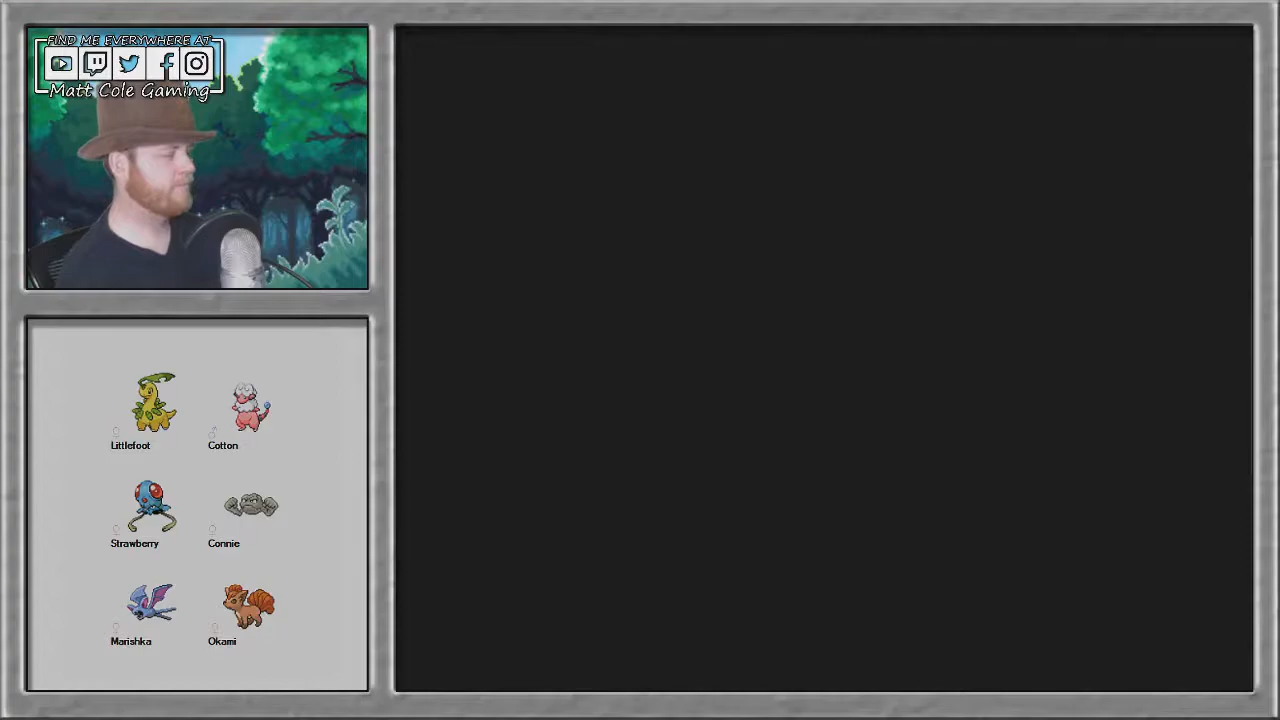 FIND ME EVERYWHERE AT:
Matt Cole Gaming
Littlefoot
Cotton
Strawberry
Connie
Marishka
Okami